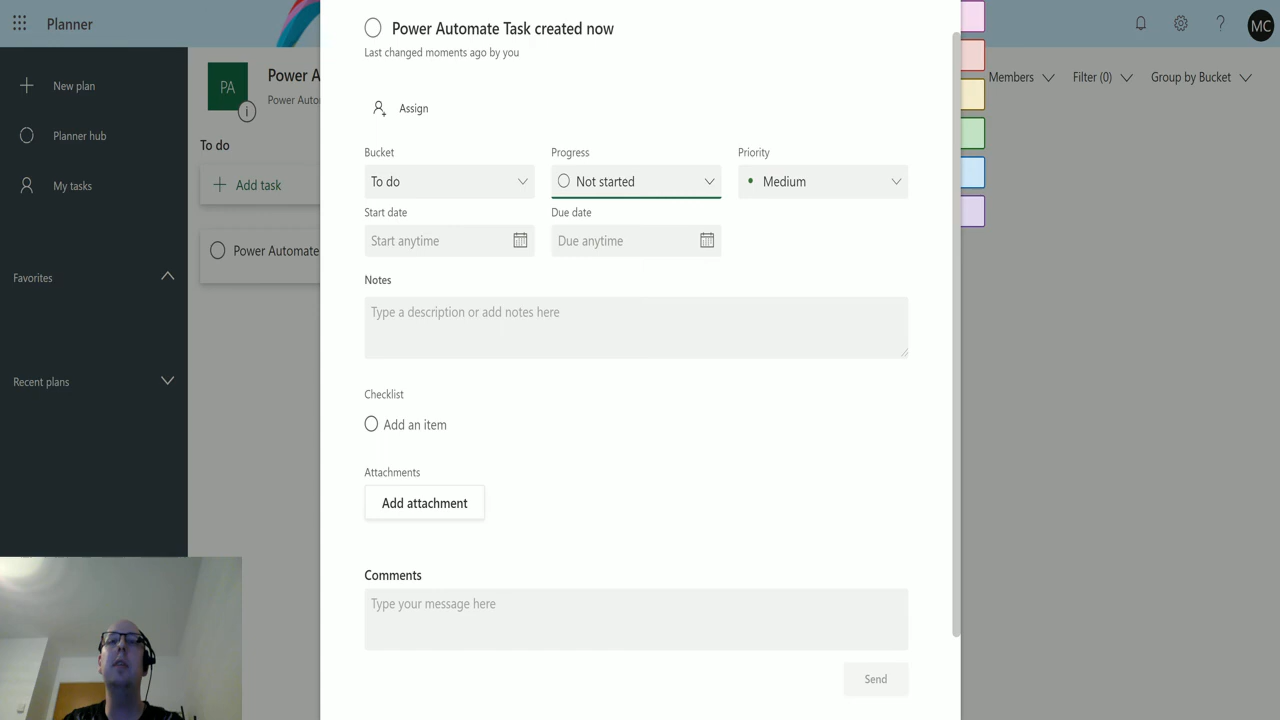 Planner
MC
New plan
Planner hub
My tasks
Favorites
Recent plans
PA
Power A
Power Auto
To do
Add task
Power Automate
Members
Filter (0)
Group by Bucket
Power Automate Task created now
Last changed moments ago by you
Assign
Bucket
Progress
Priority
To do
Not started
Medium
Start date
Due date
Start anytime
Due anytime
Notes
Type a description or add notes here
Checklist
Add an item
Attachments
Add attachment
Comments
Type your message here
Send